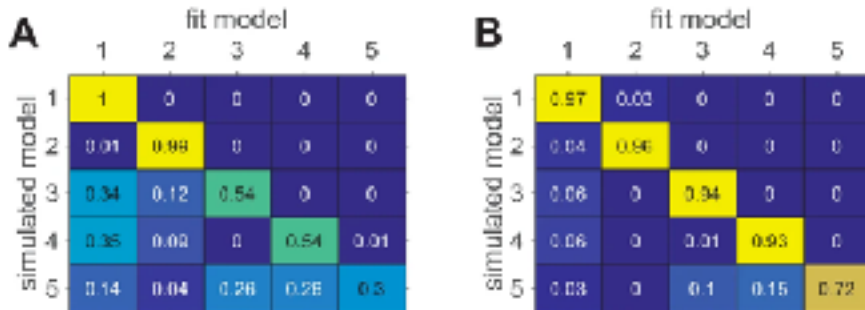 A
fit model
1 2 3 4 5
simulated model
1 1 0 0 0 0
2 0.01 0.99 0 0 0
3 0.34 0.12 0.54 0 0
4 0.35 0.09 0 0.54 0.01
5 0.14 0.04 0.26 0.26 0.3
B
fit model
1 2 3 4 5
simulated model
1 0.97 0.03 0 0 0
2 0.04 0.96 0 0 0
3 0.06 0 0.94 0 0
4 0.06 0 0.01 0.93 0
5 0.03 0 0.1 0.15 0.72